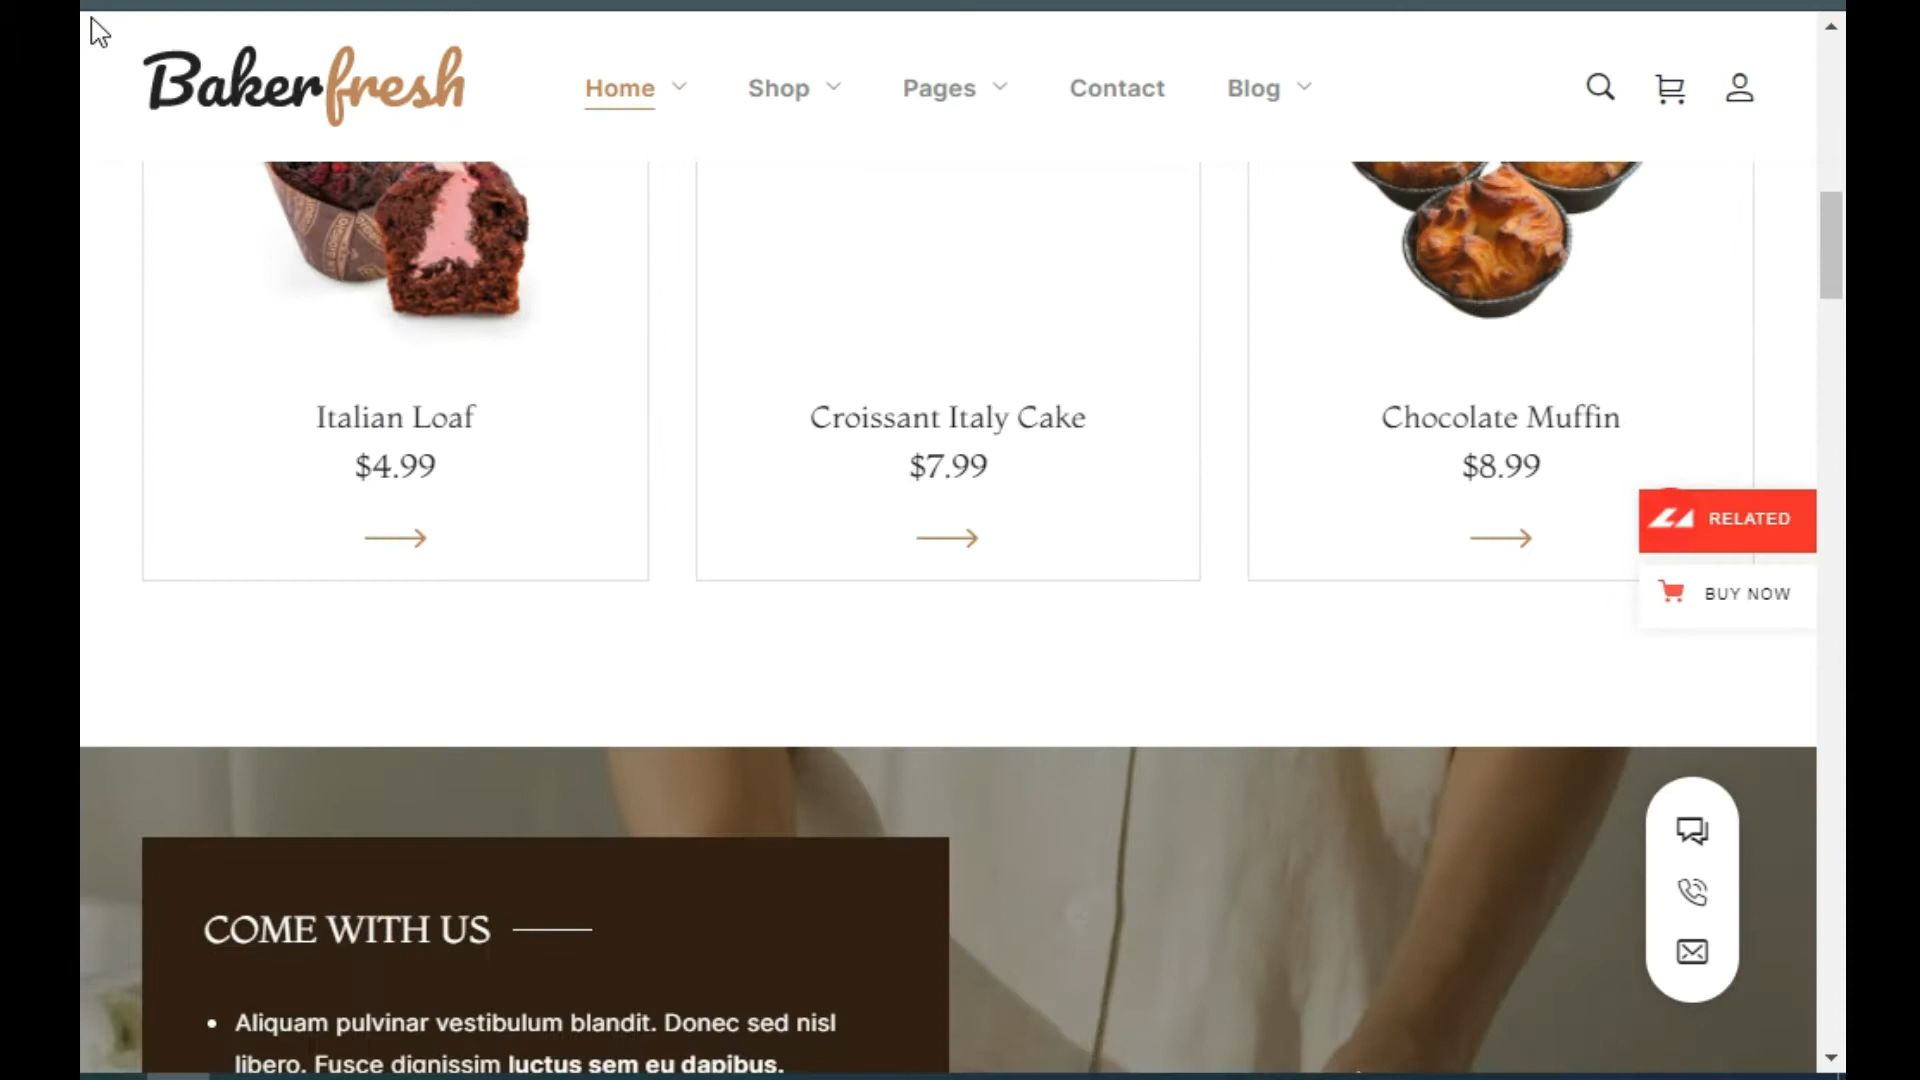 Bakerfresh
Home Shop Pages Contact Blog
Italian Loaf
$4.99
Croissant Italy Cake
$7.99
Chocolate Muffin
$8.99
RELATED
BUY NOW
COME WITH US
• Aliquam pulvinar vestibulum blandit. Donec sed nisl
libero. Fusce dignissim luctus sem eu dapibus.